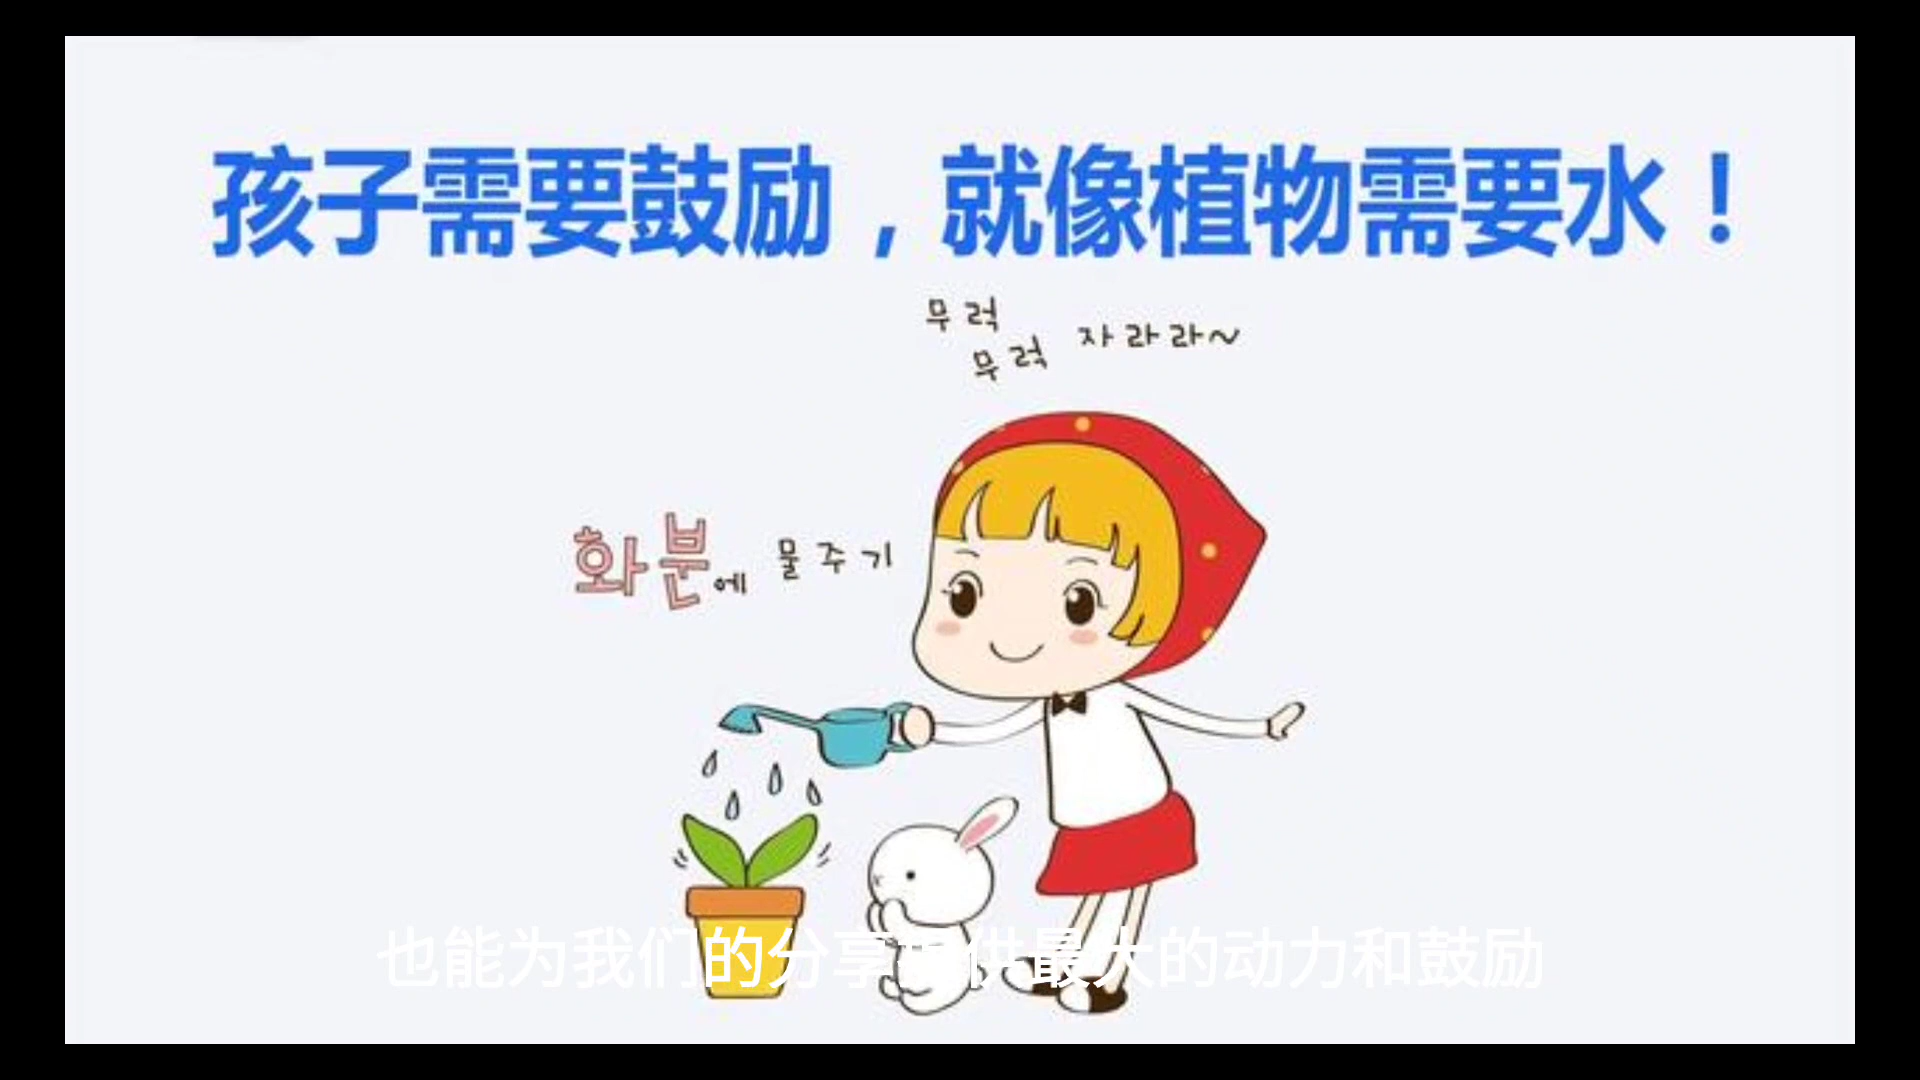 孩子需要鼓励，就像植物需要水！
무럭
무럭 자라라~
화분에 물주기
也能为我们的分享提供最大的动力和鼓励